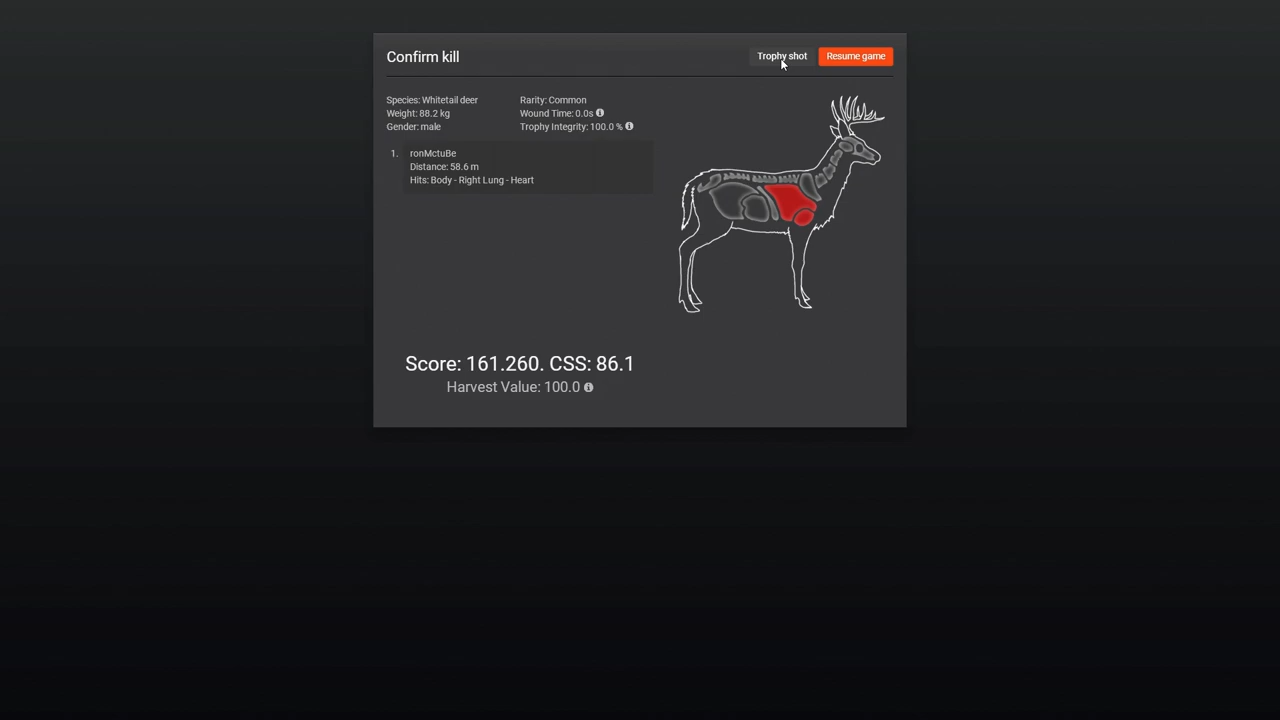 Confirm kill
Trophy shot
Resume game
Species: Whitetail deer
Weight: 88.2 kg
Gender: male
Rarity: Common
Wound Time: 0.0s
Trophy Integrity: 100.0 %
1.
ronMctuBe
Distance: 58.6 m
Hits: Body - Right Lung - Heart
Score: 161.260. CSS: 86.1
Harvest Value: 100.0